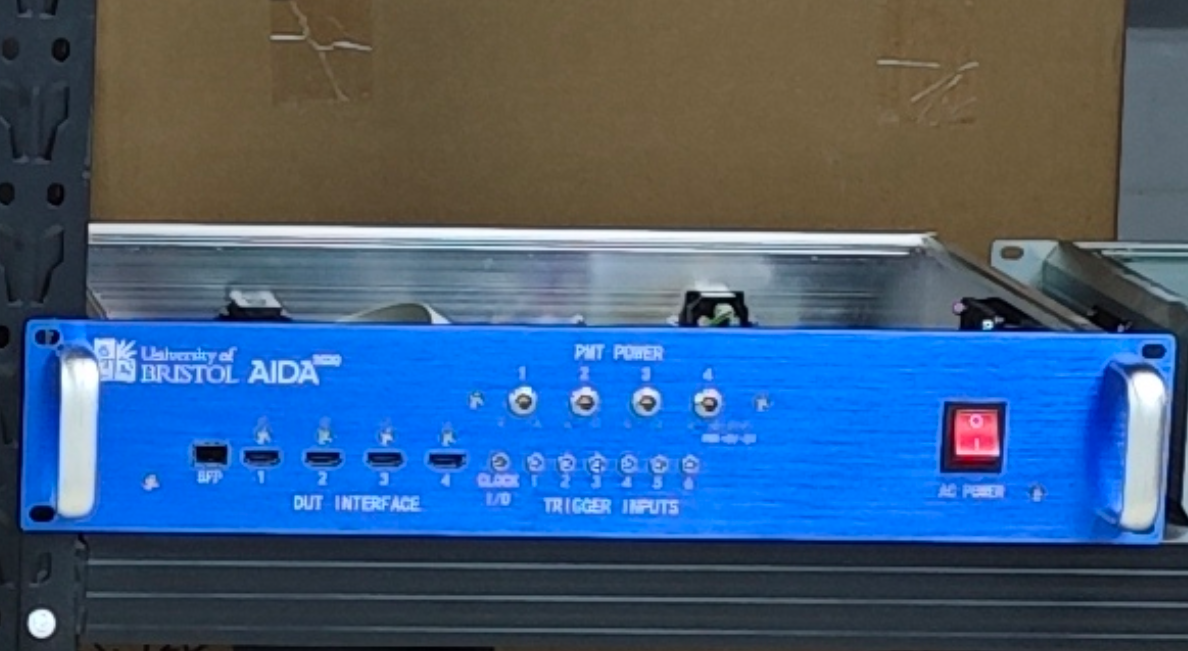 University of
BRISTOL
AIDA 2020
PMT POWER
1 2 3 4
SFP 1 2 3 4
DUT INTERFACE
CLOCK
I/O
1 2 3 4 5 6
TRIGGER INPUTS
O
I
AC POWER